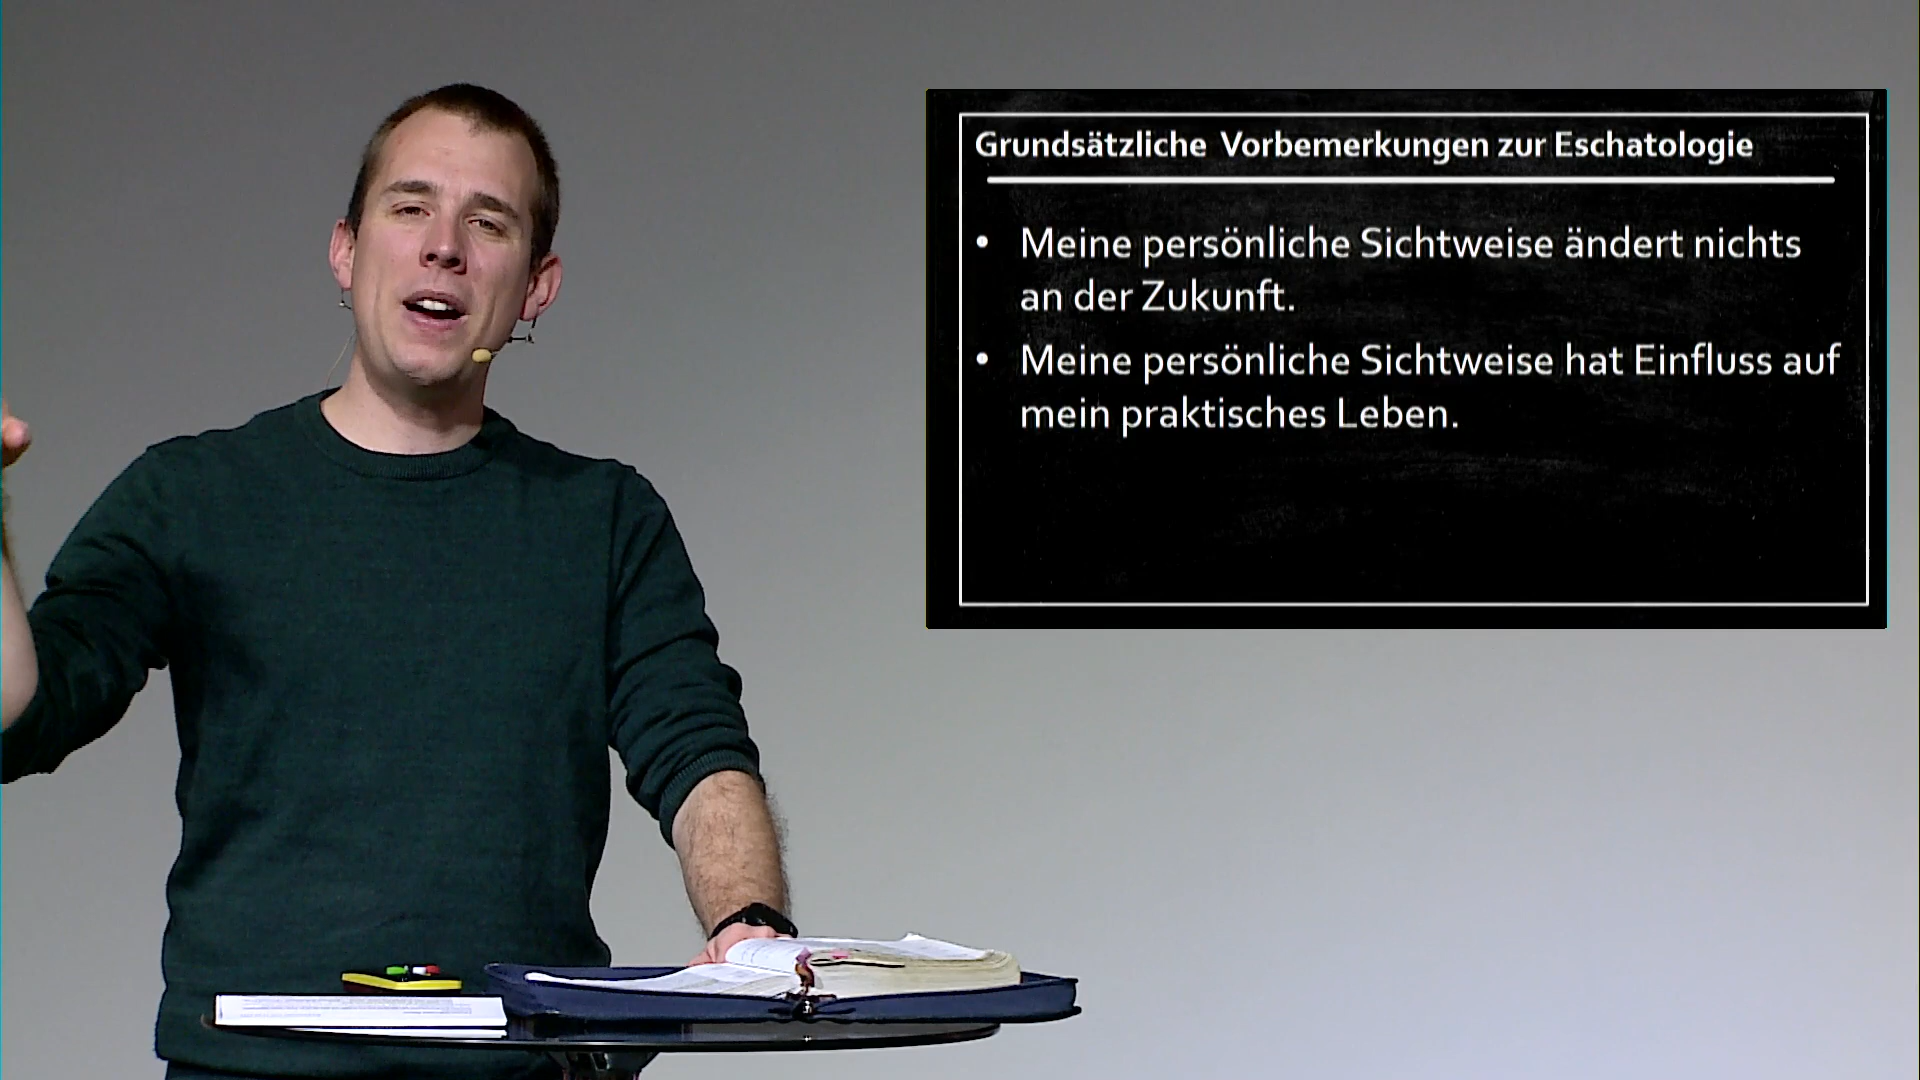 Grundsätzliche Vorbemerkungen zur Eschatologie
• Meine persönliche Sichtweise ändert nichts
an der Zukunft.
• Meine persönliche Sichtweise hat Einfluss auf
mein praktisches Leben.